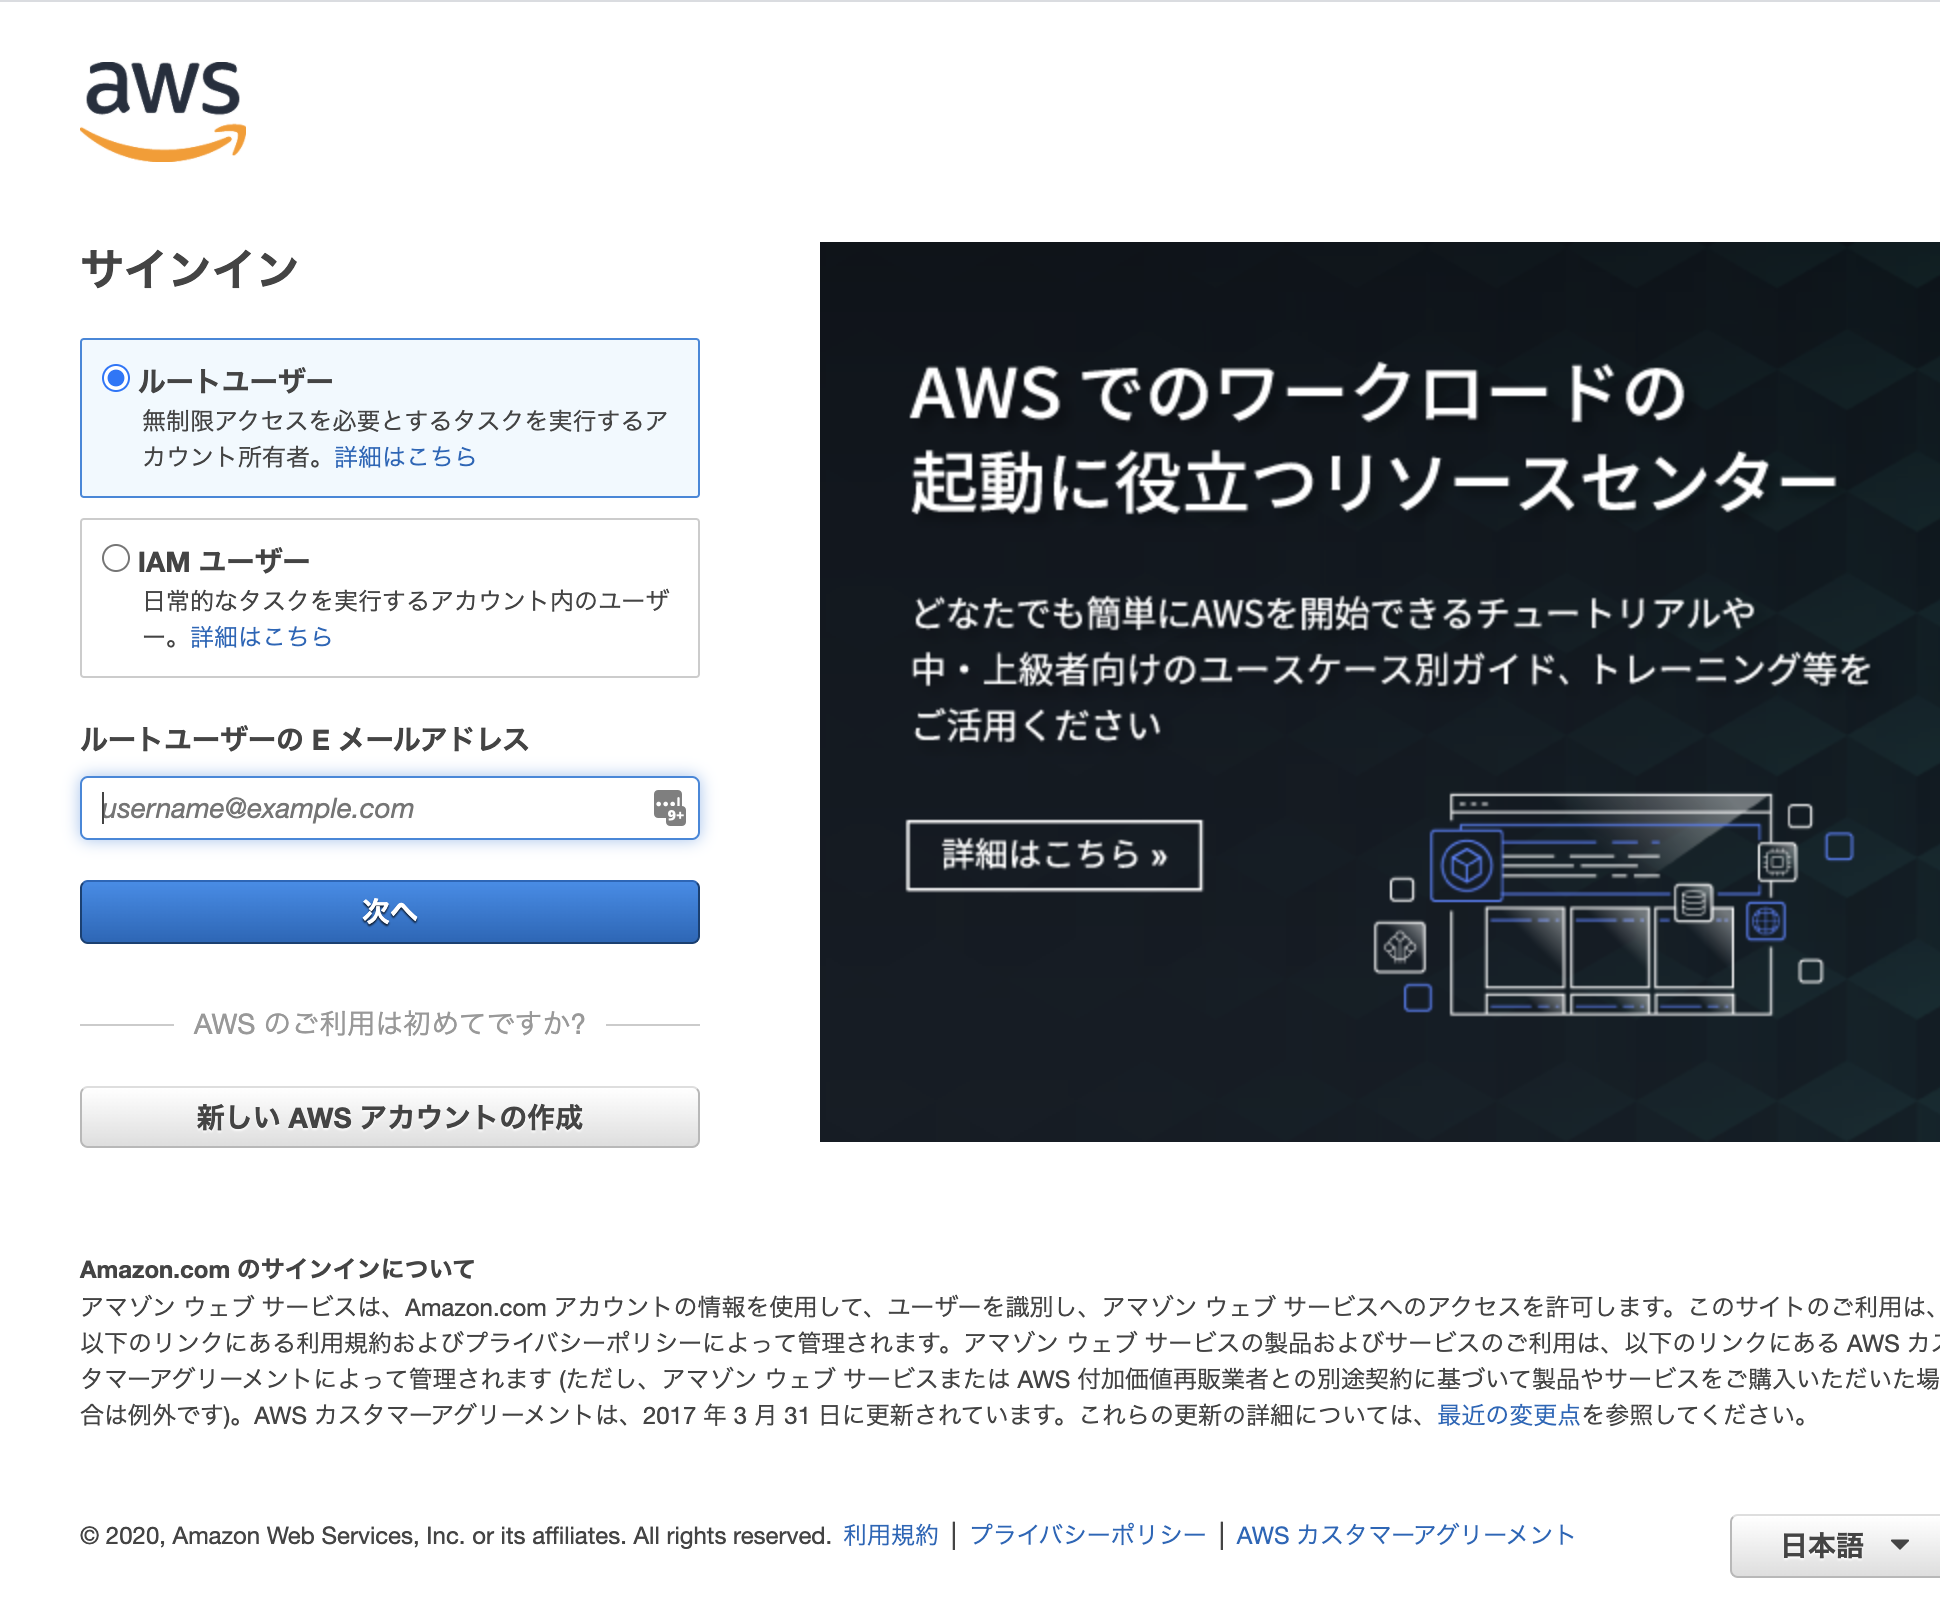 aws
サインイン
ルートユーザー
無制限アクセスを必要とするタスクを実行するア
カウント所有者。詳細はこちら
IAM ユーザー
日常的なタスクを実行するアカウント内のユーザ
ー。詳細はこちら
ルートユーザーの E メールアドレス
username@example.com
9+
次へ
AWS のご利用は初めてですか?
新しい AWS アカウントの作成
AWS でのワークロードの
起動に役立つリソースセンター
どなたでも簡単にAWSを開始できるチュートリアルや
中・上級者向けのユースケース別ガイド、トレーニング等を
ご活用ください
詳細はこちら »
Amazon.com のサインインについて
アマゾン ウェブ サービスは、Amazon.com アカウントの情報を使用して、ユーザーを識別し、アマゾン ウェブ サービスへのアクセスを許可します。このサイトのご利用は、
以下のリンクにある利用規約およびプライバシーポリシーによって管理されます。アマゾン ウェブ サービスの製品およびサービスのご利用は、以下のリンクにある AWS カス
タマーアグリーメントによって管理されます (ただし、アマゾン ウェブ サービスまたは AWS 付加価値再販業者との別途契約に基づいて製品やサービスをご購入いただいた場
合は例外です)。AWS カスタマーアグリーメントは、2017 年 3 月 31 日に更新されています。これらの更新の詳細については、最近の変更点を参照してください。
© 2020, Amazon Web Services, Inc. or its affiliates. All rights reserved. 利用規約 | プライバシーポリシー | AWS カスタマーアグリーメント
日本語